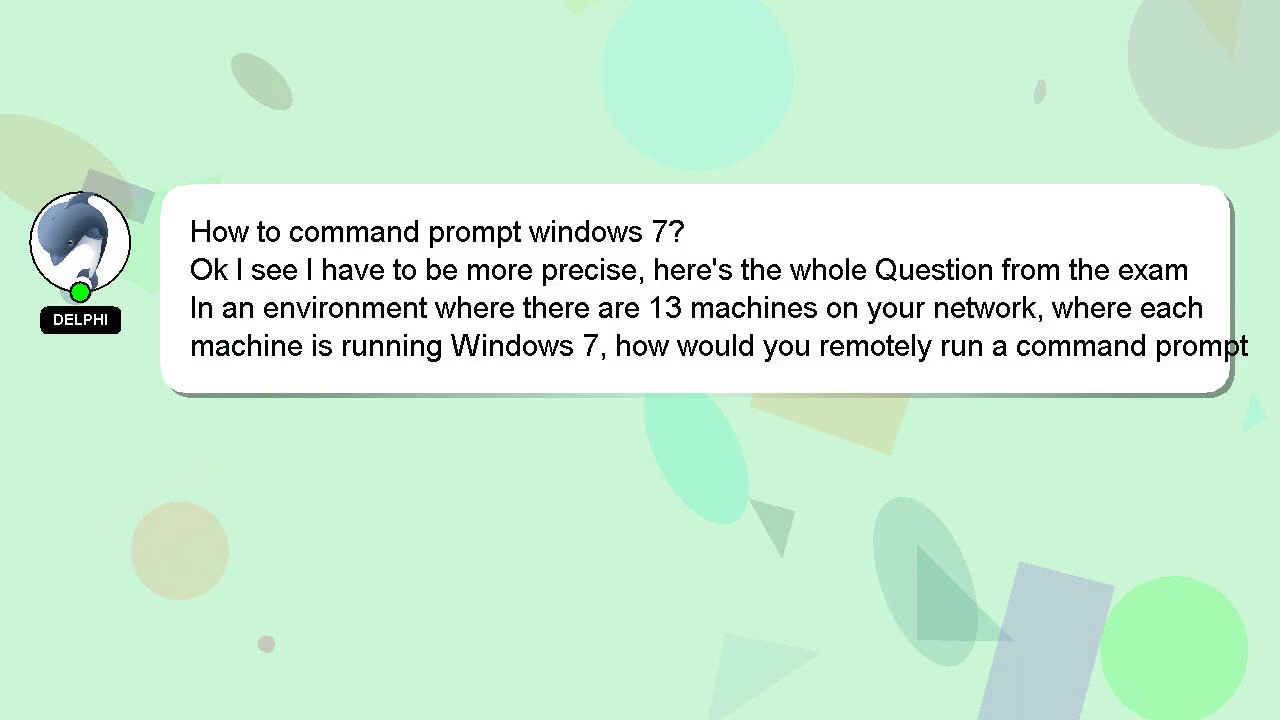 How to command prompt windows 7?
Ok I see I have to be more precise, here's the whole Question from the exam
In an environment where there are 13 machines on your network, where each
machine is running Windows 7, how would you remotely run a command prompt
DELPHI